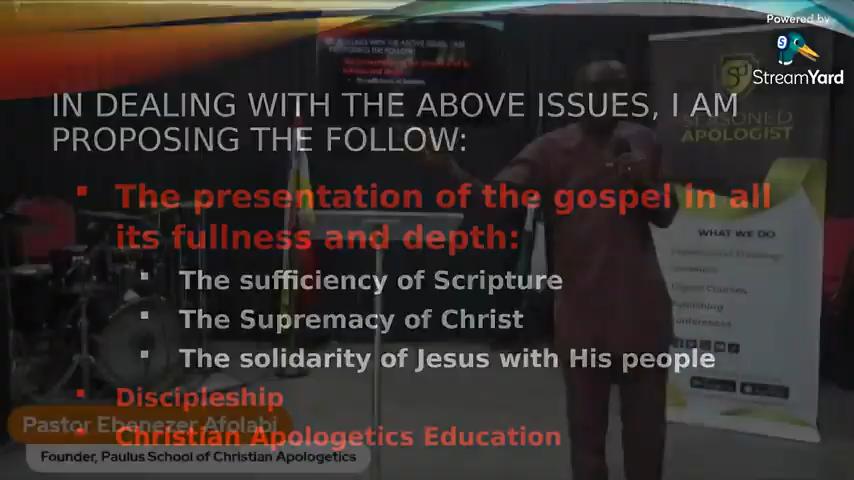 Powered by
StreamYard
IN DEALING WITH THE ABOVE ISSUES, I AM
PROPOSING THE FOLLOW:
The presentation of the gospel in all
its fullness and depth:
The sufficiency of Scripture
The Supremacy of Christ
The solidarity of Jesus with His people
Discipleship
Christian Apologetics Education
SEASONED
APOLOGIST
WHAT WE DO
Conferences
Pastor Ebenezer Afolabi
Founder, Paulus School of Christian Apologetics